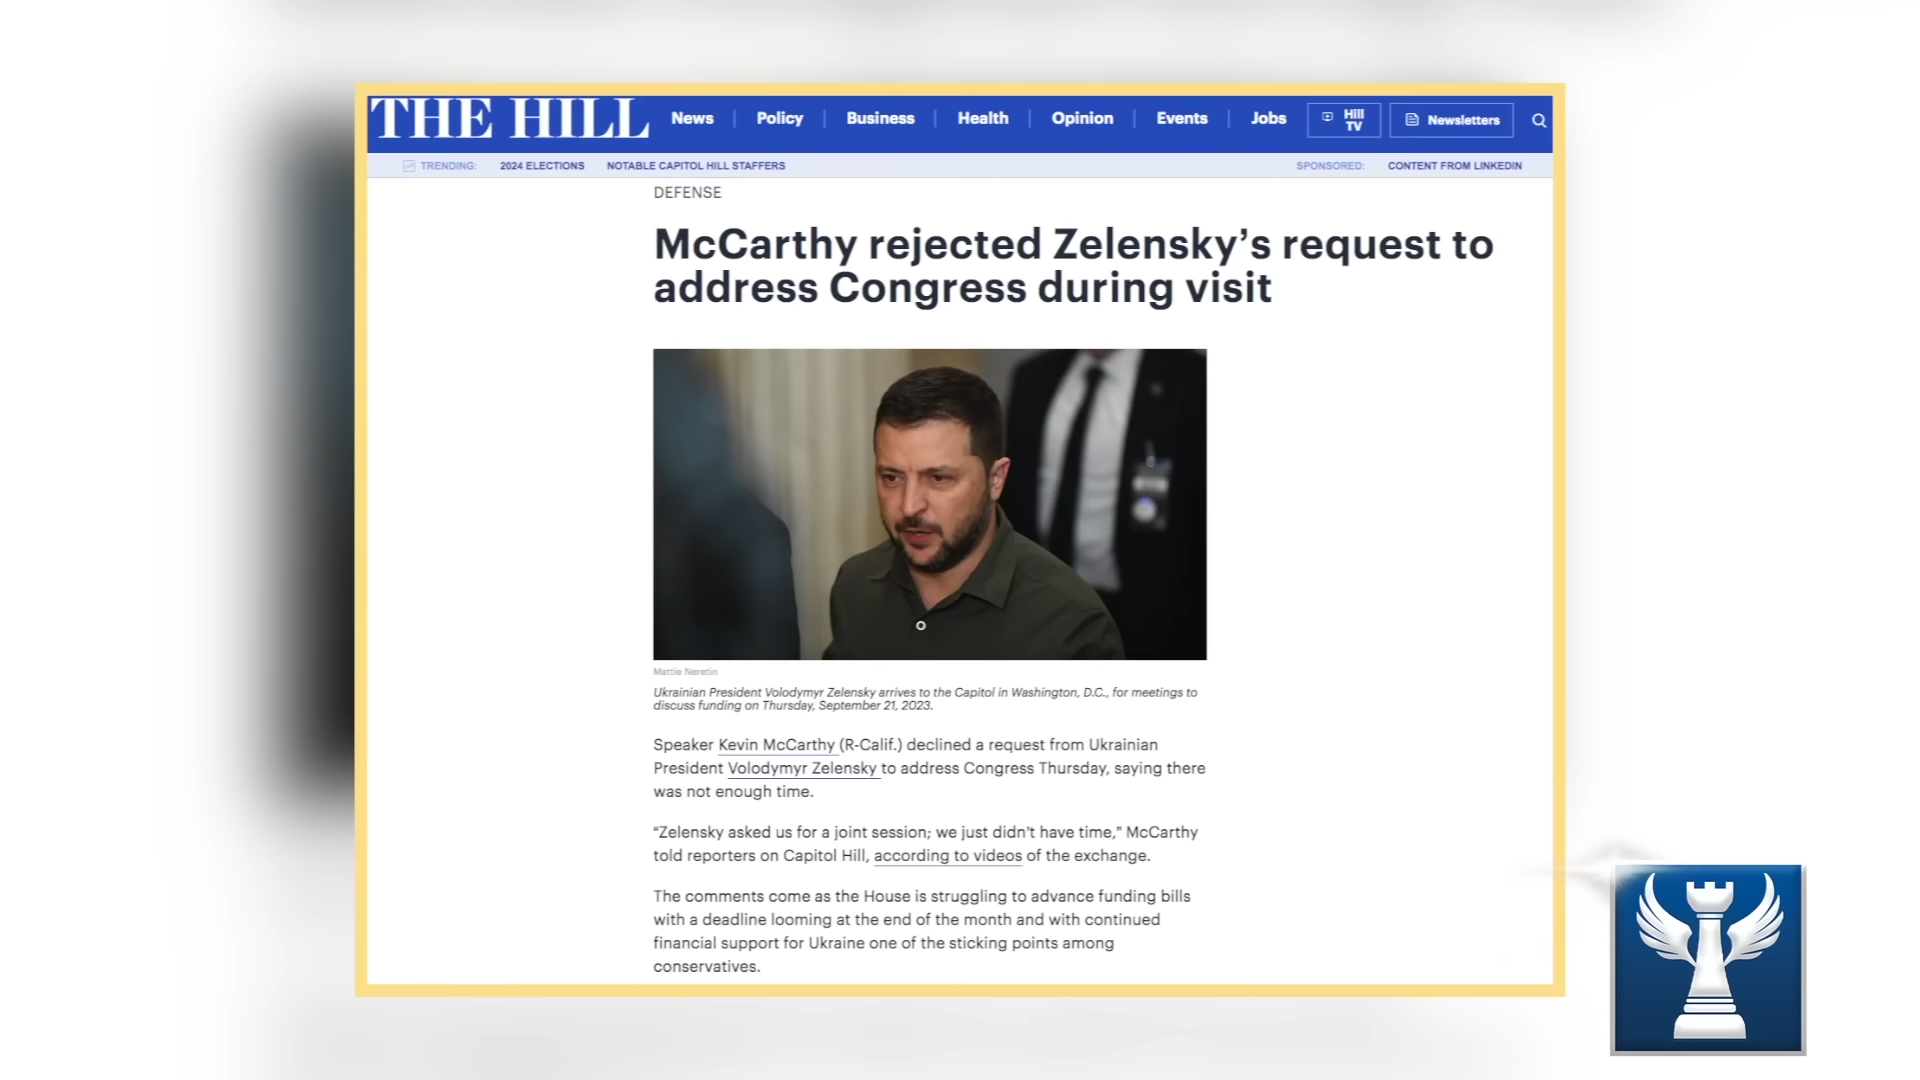 THE HILL
News
Policy
Business
Health
Opinion
Events
Jobs
Hill
TV
Newsletters
TRENDING:
2024 ELECTIONS
NOTABLE CAPITOL HILL STAFFERS
SPONSORED:
CONTENT FROM LINKEDIN
DEFENSE
McCarthy rejected Zelensky’s request to
address Congress during visit
Mattie Neretin
Ukrainian President Volodymyr Zelensky arrives to the Capitol in Washington, D.C., for meetings to
discuss funding on Thursday, September 21, 2023.
Speaker Kevin McCarthy (R-Calif.) declined a request from Ukrainian
President Volodymyr Zelensky to address Congress Thursday, saying there
was not enough time.
“Zelensky asked us for a joint session; we just didn’t have time,” McCarthy
told reporters on Capitol Hill, according to videos of the exchange.
The comments come as the House is struggling to advance funding bills
with a deadline looming at the end of the month and with continued
financial support for Ukraine one of the sticking points among
conservatives.